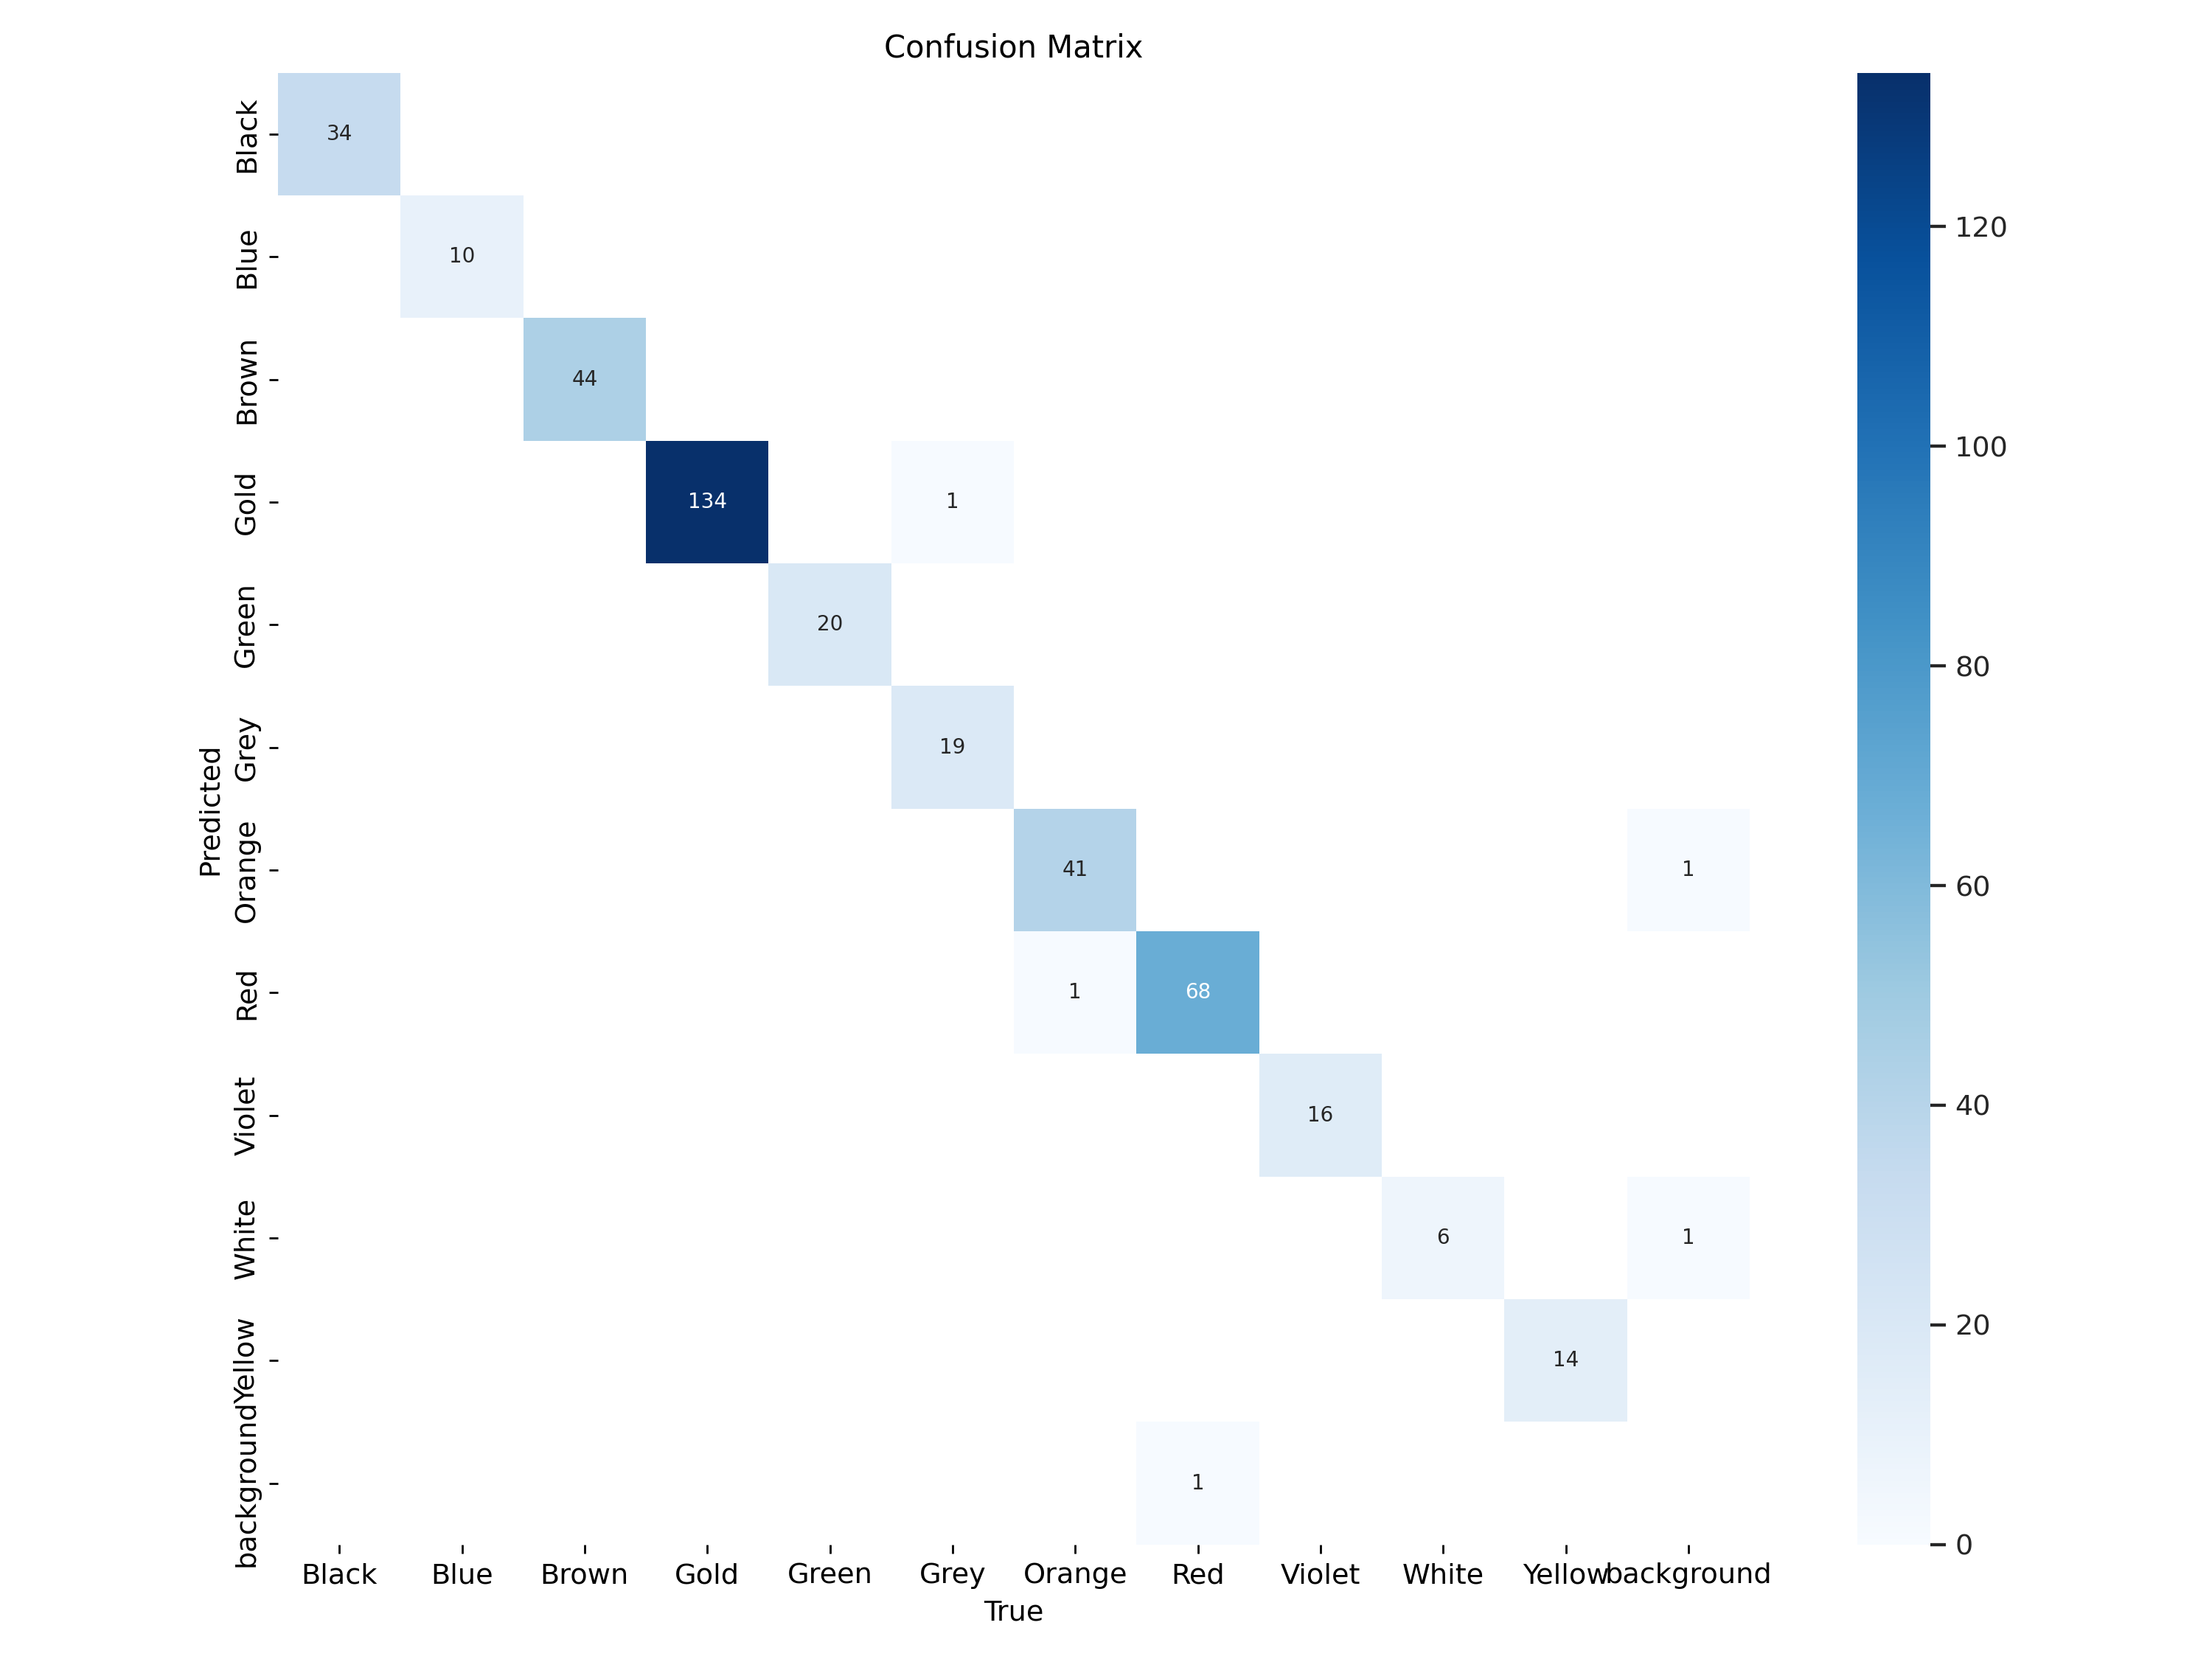 Confusion Matrix
Predicted
Black
34
Blue
10
Brown
44
Gold
134
1
Green
20
Grey
19
Orange
41
1
Red
1
68
Violet
16
White
6
1
Yellow
14
background
1
Black Blue Brown Gold Green Grey Orange Red Violet White Yellow background
True
120
100
80
60
40
20
0